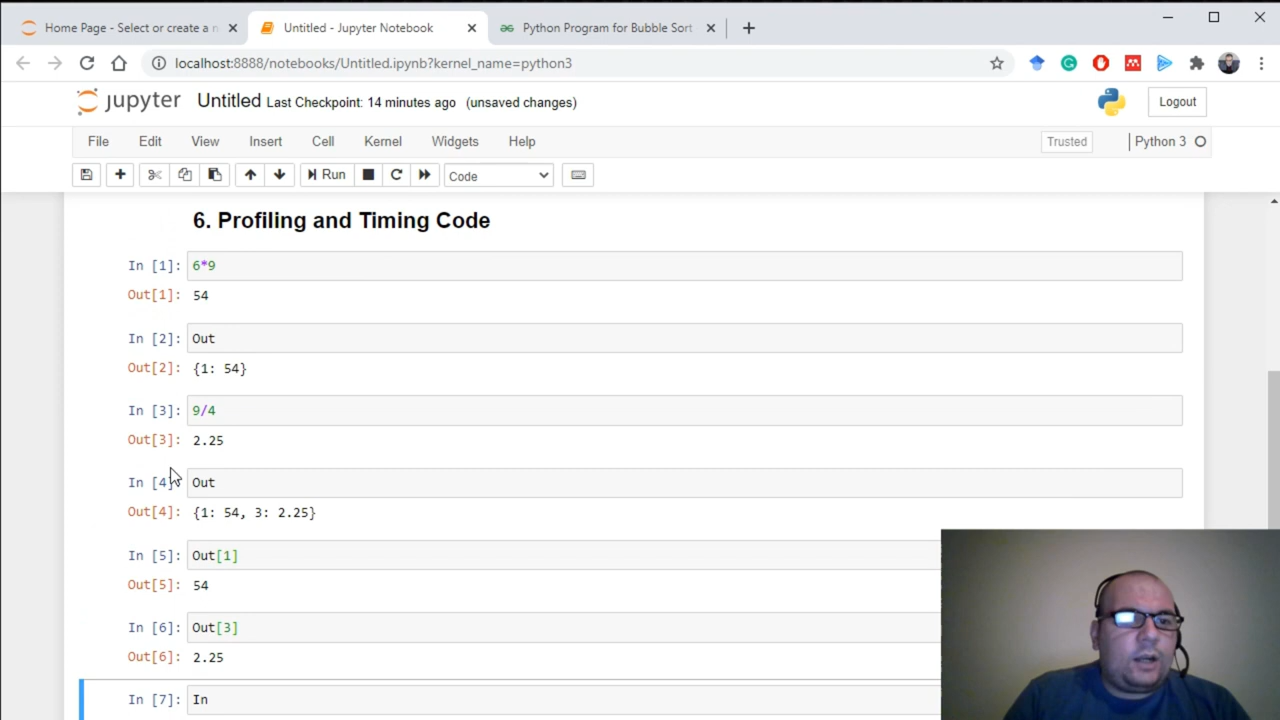 Home Page - Select or create a n
Untitled - Jupyter Notebook
Python Program for Bubble Sort
localhost:8888/notebooks/Untitled.ipynb?kernel_name=python3
jupyter Untitled Last Checkpoint: 14 minutes ago (unsaved changes)
Logout
File Edit View Insert Cell Kernel Widgets Help
Trusted
Python 3
Run
Code
6. Profiling and Timing Code
In [1]: 6*9
Out[1]: 54
In [2]: Out
Out[2]: {1: 54}
In [3]: 9/4
Out[3]: 2.25
In [4]: Out
Out[4]: {1: 54, 3: 2.25}
In [5]: Out[1]
Out[5]: 54
In [6]: Out[3]
Out[6]: 2.25
In [7]: In